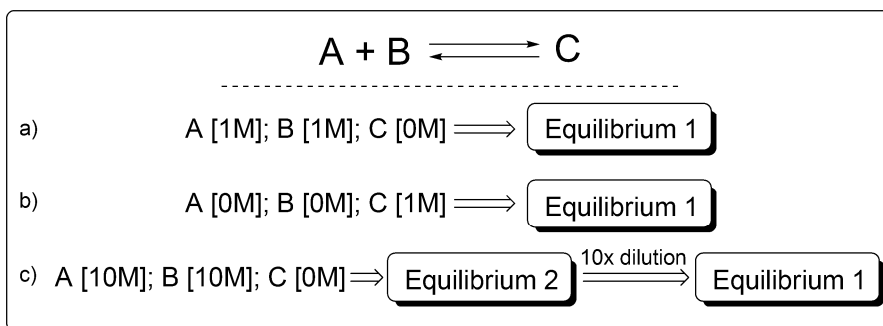 A + B ⇌ C
a) A [1M]; B [1M]; C [0M] ⟹ Equilibrium 1
b) A [0M]; B [0M]; C [1M] ⟹ Equilibrium 1
c) A [10M]; B [10M]; C [0M] ⟹ Equilibrium 2 10x dilution ⟹ Equilibrium 1